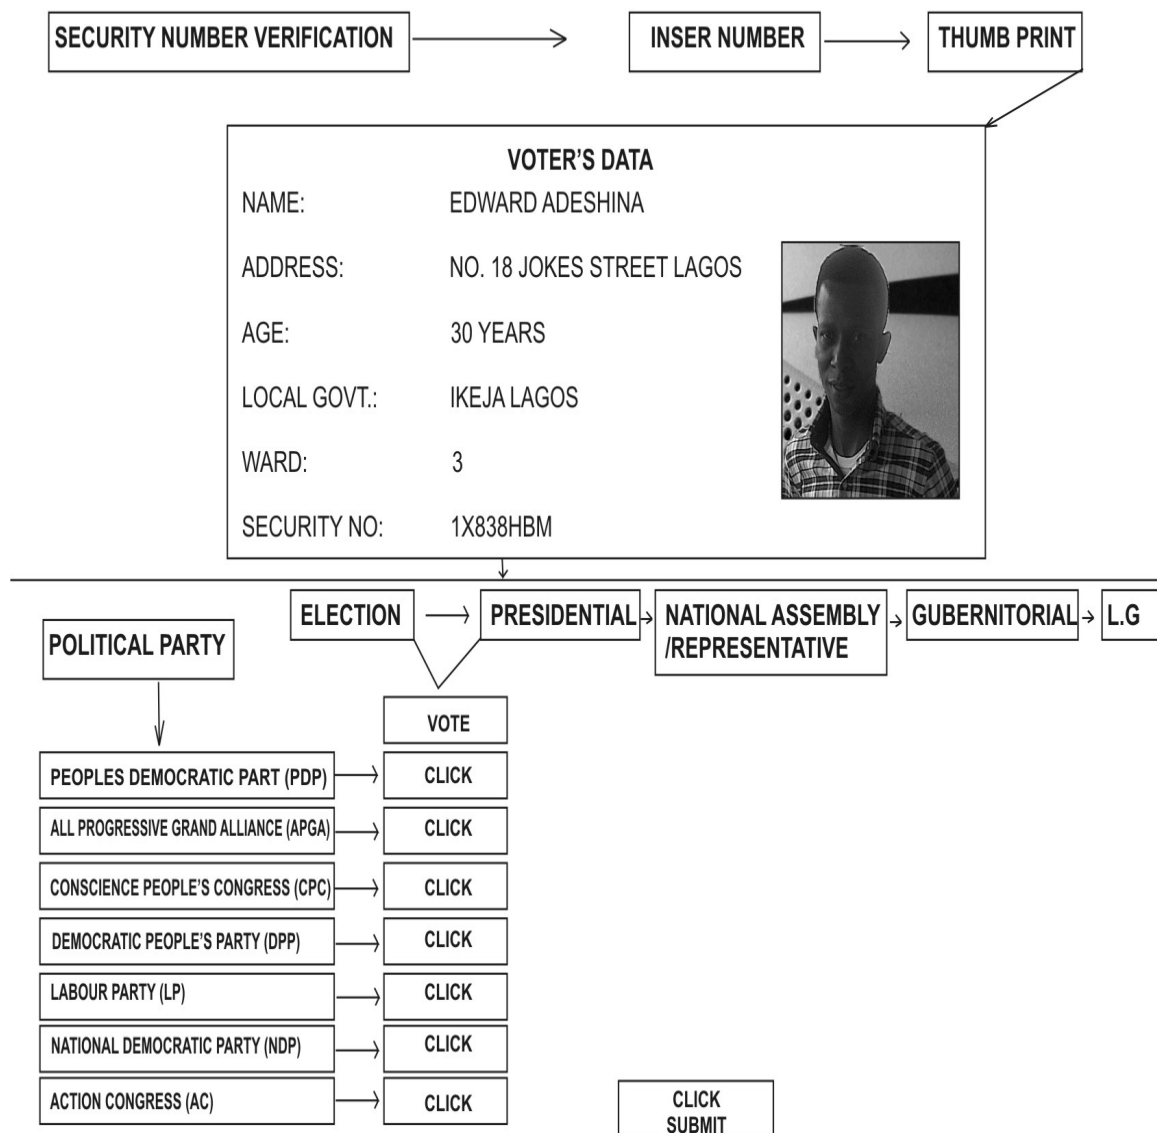 SECURITY NUMBER VERIFICATION INSER NUMBER THUMB PRINT
VOTER'S DATA
NAME: EDWARD ADESHINA
ADDRESS: NO. 18 JOKES STREET LAGOS
AGE: 30 YEARS
LOCAL GOVT.: IKEJA LAGOS
WARD: 3
SECURITY NO: 1X838HBM
ELECTION PRESIDENTIAL NATIONAL ASSEMBLY GUBERNITORIAL L.G
/REPRESENTATIVE
POLITICAL PARTY
VOTE
PEOPLES DEMOCRATIC PART (PDP) CLICK
ALL PROGRESSIVE GRAND ALLIANCE (APGA) CLICK
CONSCIENCE PEOPLE'S CONGRESS (CPC) CLICK
DEMOCRATIC PEOPLE'S PARTY (DPP) CLICK
LABOUR PARTY (LP) CLICK
NATIONAL DEMOCRATIC PARTY (NDP) CLICK
ACTION CONGRESS (AC) CLICK
CLICK
SUBMIT